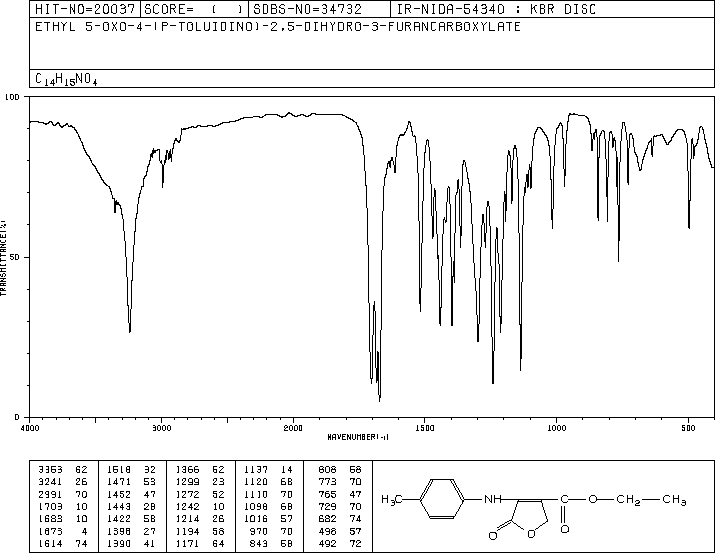 HIT-NO=20037 SCORE= ( ) SDBS-NO=34732 IR-NIDA-54340 : KBR DISC
ETHYL 5-OXO-4-(P-TOLUIDINO)-2,5-DIHYDRO-3-FURANCARBOXYLATE
C14H15NO4
100
50
0
TRANSMITTANCE(%)
4000 3000 2000 1500 1000 500
WAVENUMBER(-1)
3353 62 1518 32 1366 52 1137 14 808 58
3241 26 1471 53 1299 23 1120 68 773 70
2991 70 1452 47 1272 52 1110 70 765 47
1703 10 1443 28 1242 10 1098 68 729 70
1683 10 1422 58 1214 26 1016 57 682 74
1673 4 1398 27 1194 58 970 70 498 57
1614 74 1390 41 1171 64 843 58 492 72
H3C NH C O CH2 CH3
O O O